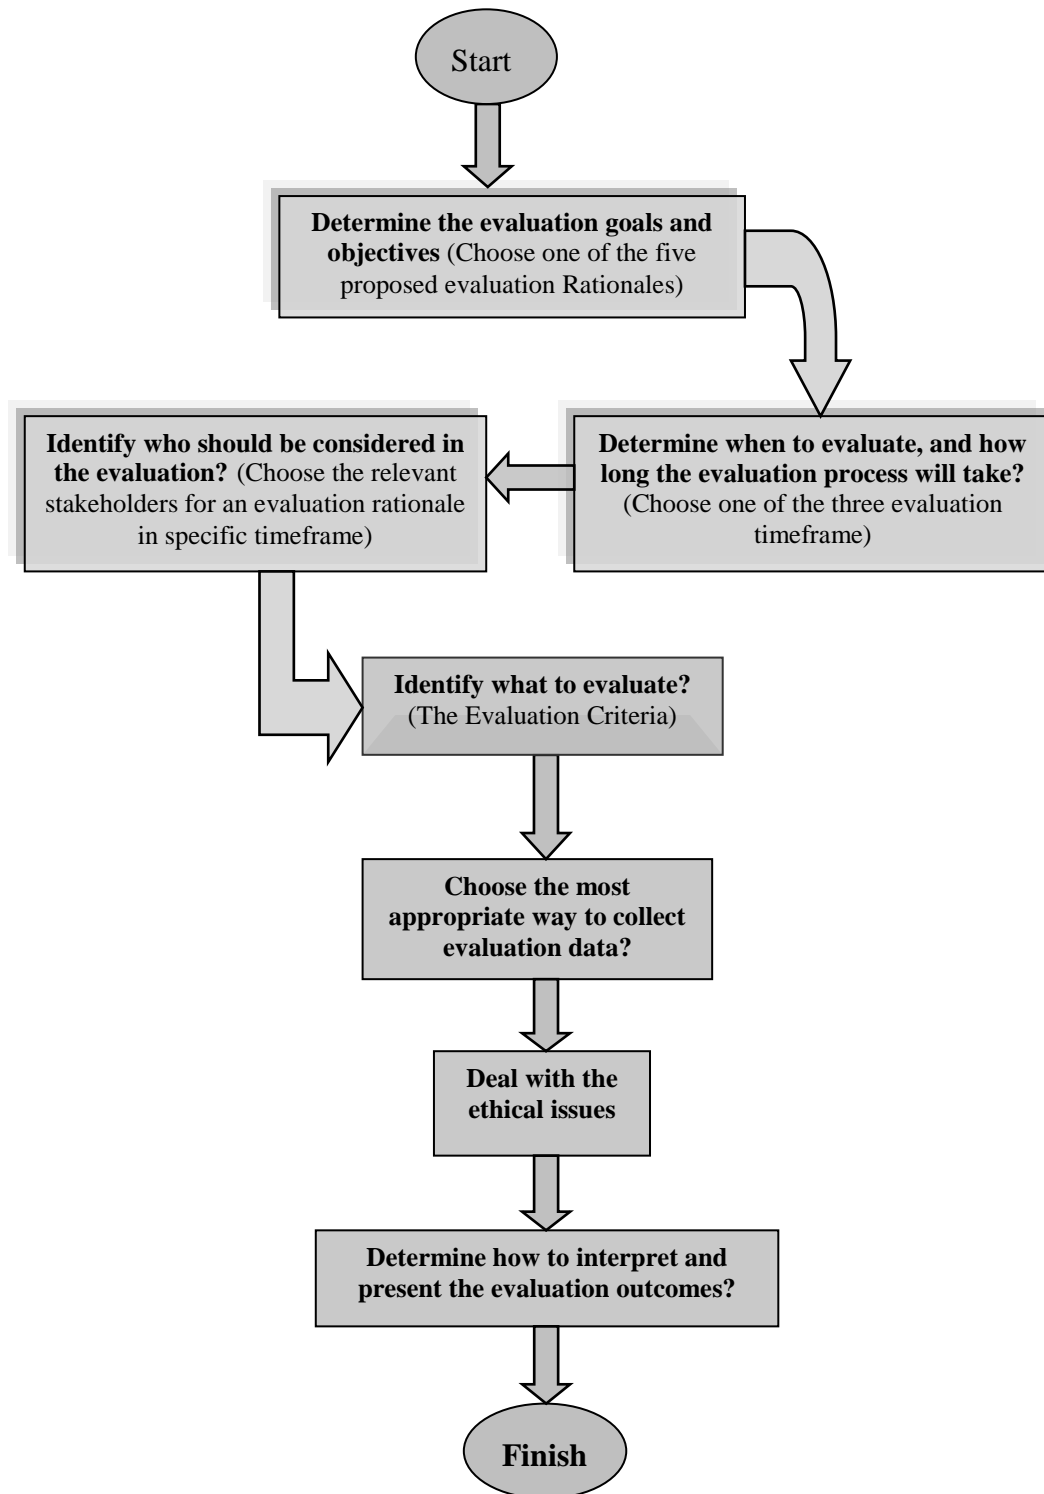 Start
Determine the evaluation goals and
objectives (Choose one of the five
proposed evaluation Rationales)
Determine when to evaluate, and how
long the evaluation process will take?
(Choose one of the three evaluation
timeframe)
Identify who should be considered in
the evaluation? (Choose the relevant
stakeholders for an evaluation rationale
in specific timeframe)
Identify what to evaluate?
(The Evaluation Criteria)
Choose the most
appropriate way to collect
evaluation data?
Deal with the
ethical issues
Determine how to interpret and
present the evaluation outcomes?
Finish